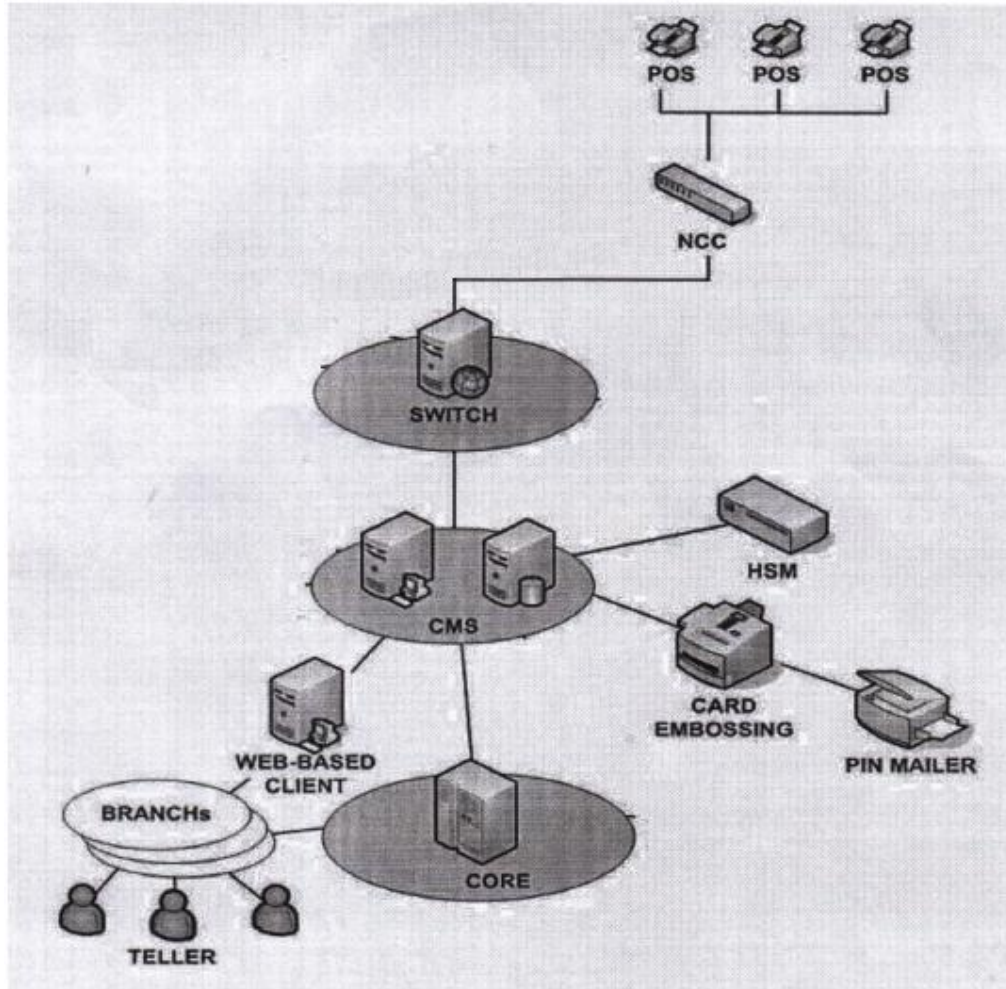 POS
POS
POS
NCC
SWITCH
HSM
CMS
CARD
EMBOSSING
PIN MAILER
WEB-BASED
CLIENT
BRANCHs
CORE
TELLER